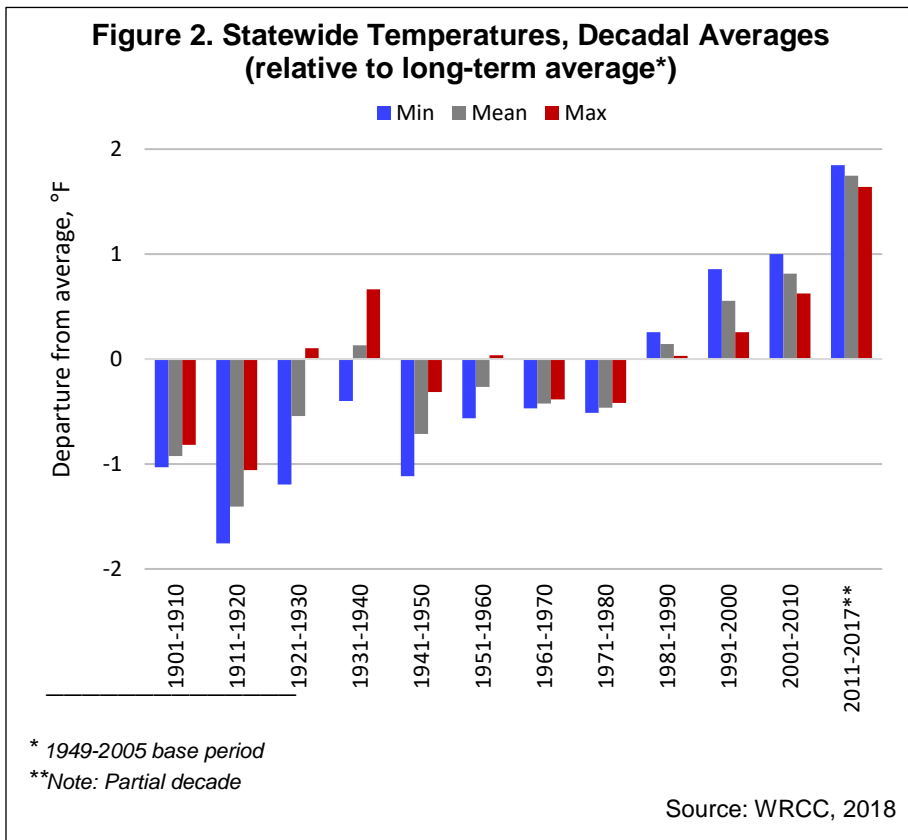 Figure 2. Statewide Temperatures, Decadal Averages
(relative to long-term average*)
Min Mean Max
Departure from average, °F
2
1
0
-1
-2
1901-1910
1911-1920
1921-1930
1931-1940
1941-1950
1951-1960
1961-1970
1971-1980
1981-1990
1991-2000
2001-2010
2011-2017**
* 1949-2005 base period
**Note: Partial decade
Source: WRCC, 2018